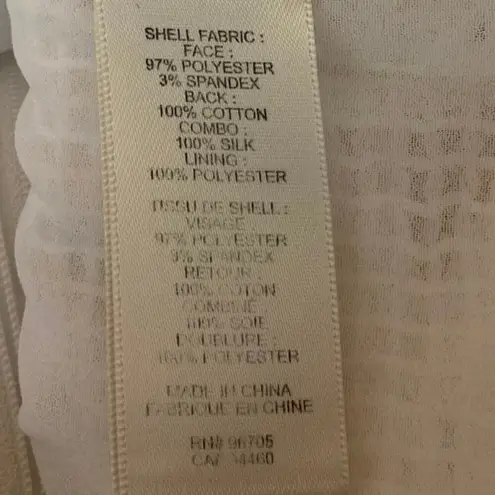 SHELL FABRIC :
FACE :
97% POLYESTER
3% SPANDEX
BACK :
100% COTTON
COMBO :
100% SILK
LINING :
100% POLYESTER
TISSU DE SHELL :
VISAGE
97% POLYESTER
3% SPANDEX
RETOUR :
100% COTON
COMBINE
100% SOIE
DOUBLURE :
100% POLYESTER
MADE IN CHINA
FABRIQUE EN CHINE
RN# 96705